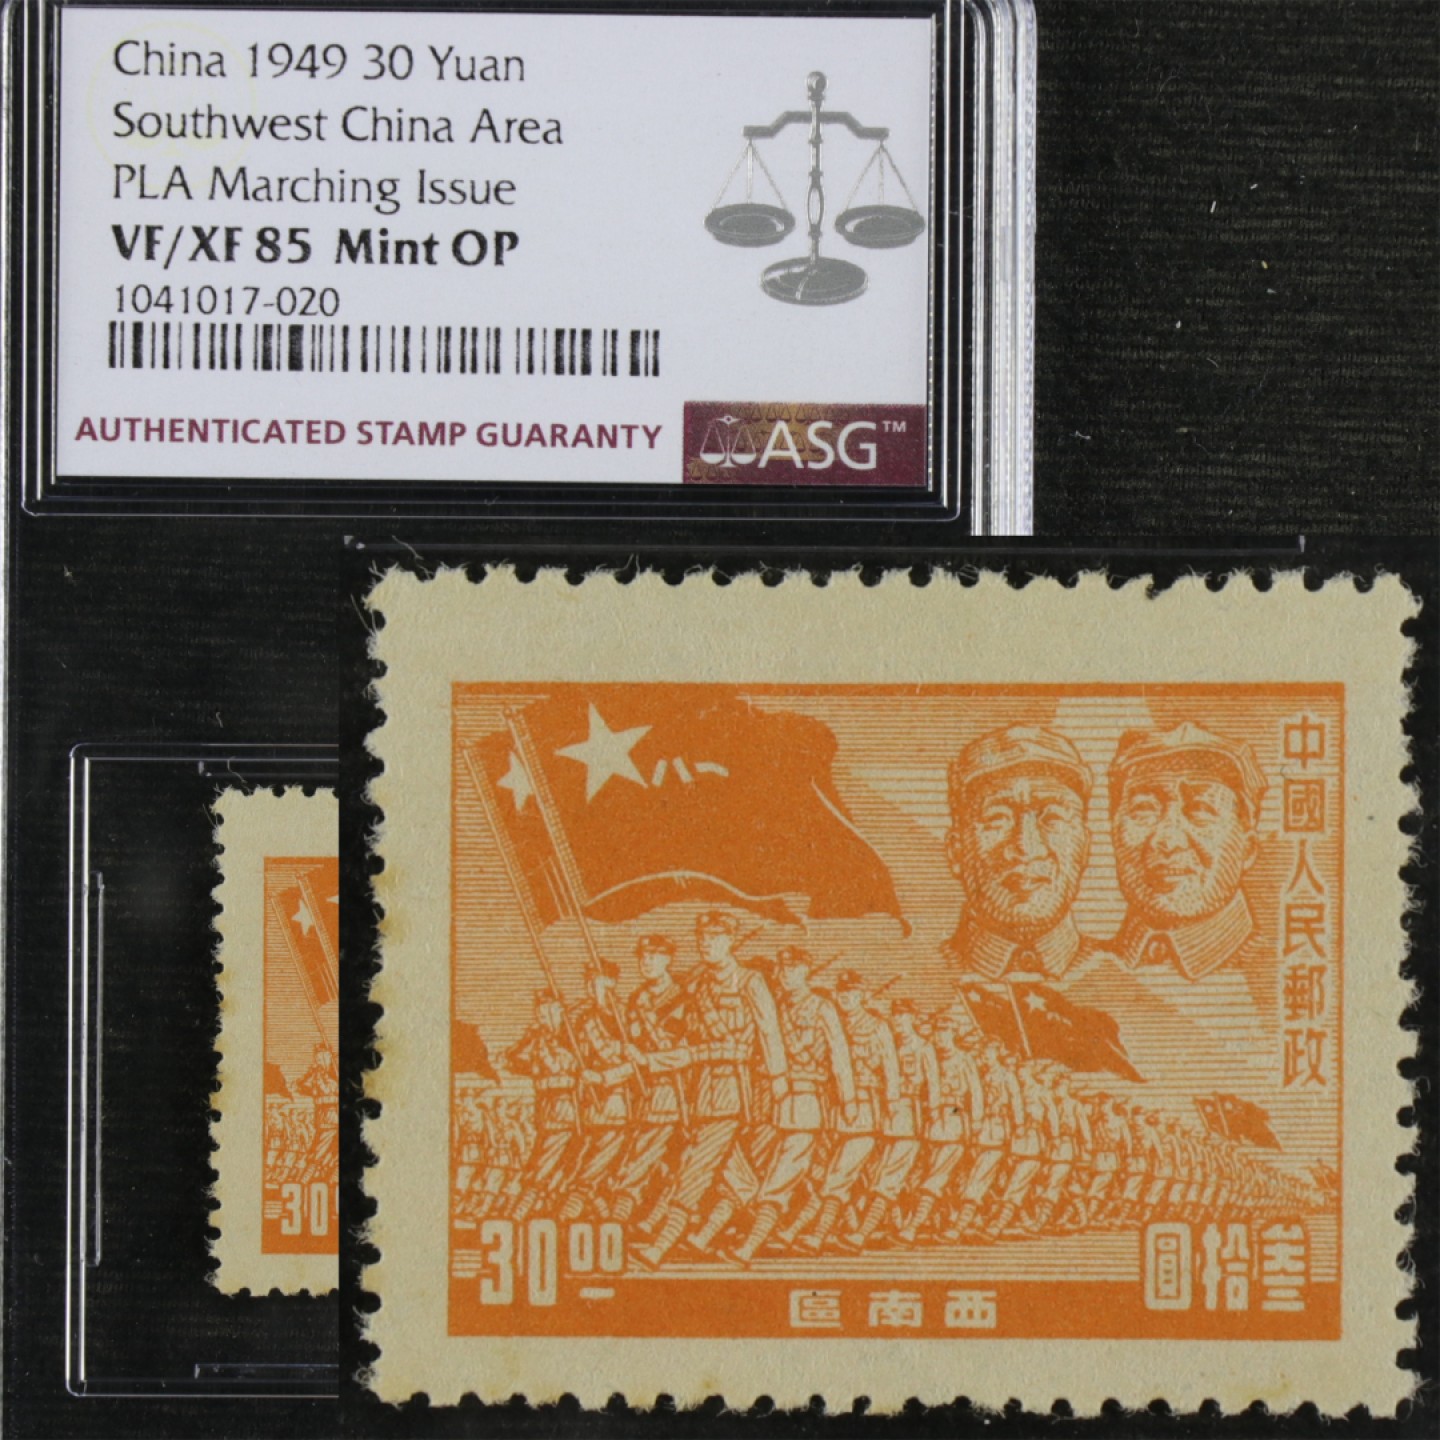 China 1949 30 Yuan
Southwest China Area
PLA Marching Issue
VF/XF 85 Mint OP
1041017-020
AUTHENTICATED STAMP GUARANTY
ASG™
八一
中國人民郵政
30.00
圓拾叁
區南西
30